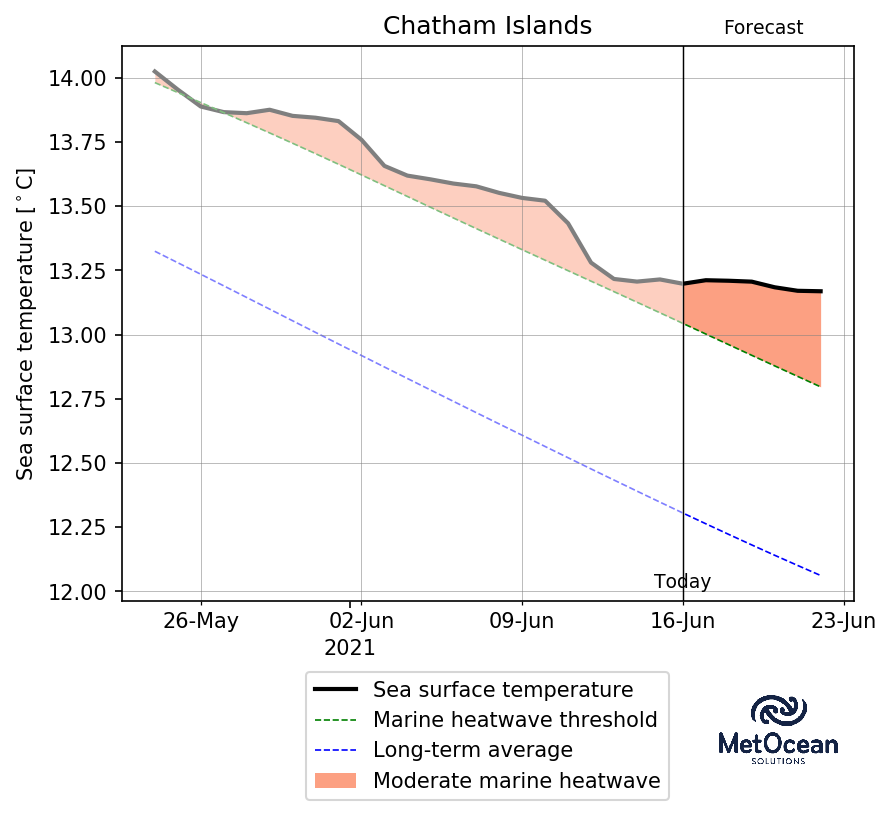 Chatham Islands
Forecast
Sea surface temperature [°C]
14.00
13.75
13.50
13.25
13.00
12.75
12.50
12.25
12.00
Today
26-May 02-Jun 09-Jun 16-Jun 23-Jun
2021
Sea surface temperature
Marine heatwave threshold
Long-term average
Moderate marine heatwave
MetOcean
SOLUTIONS